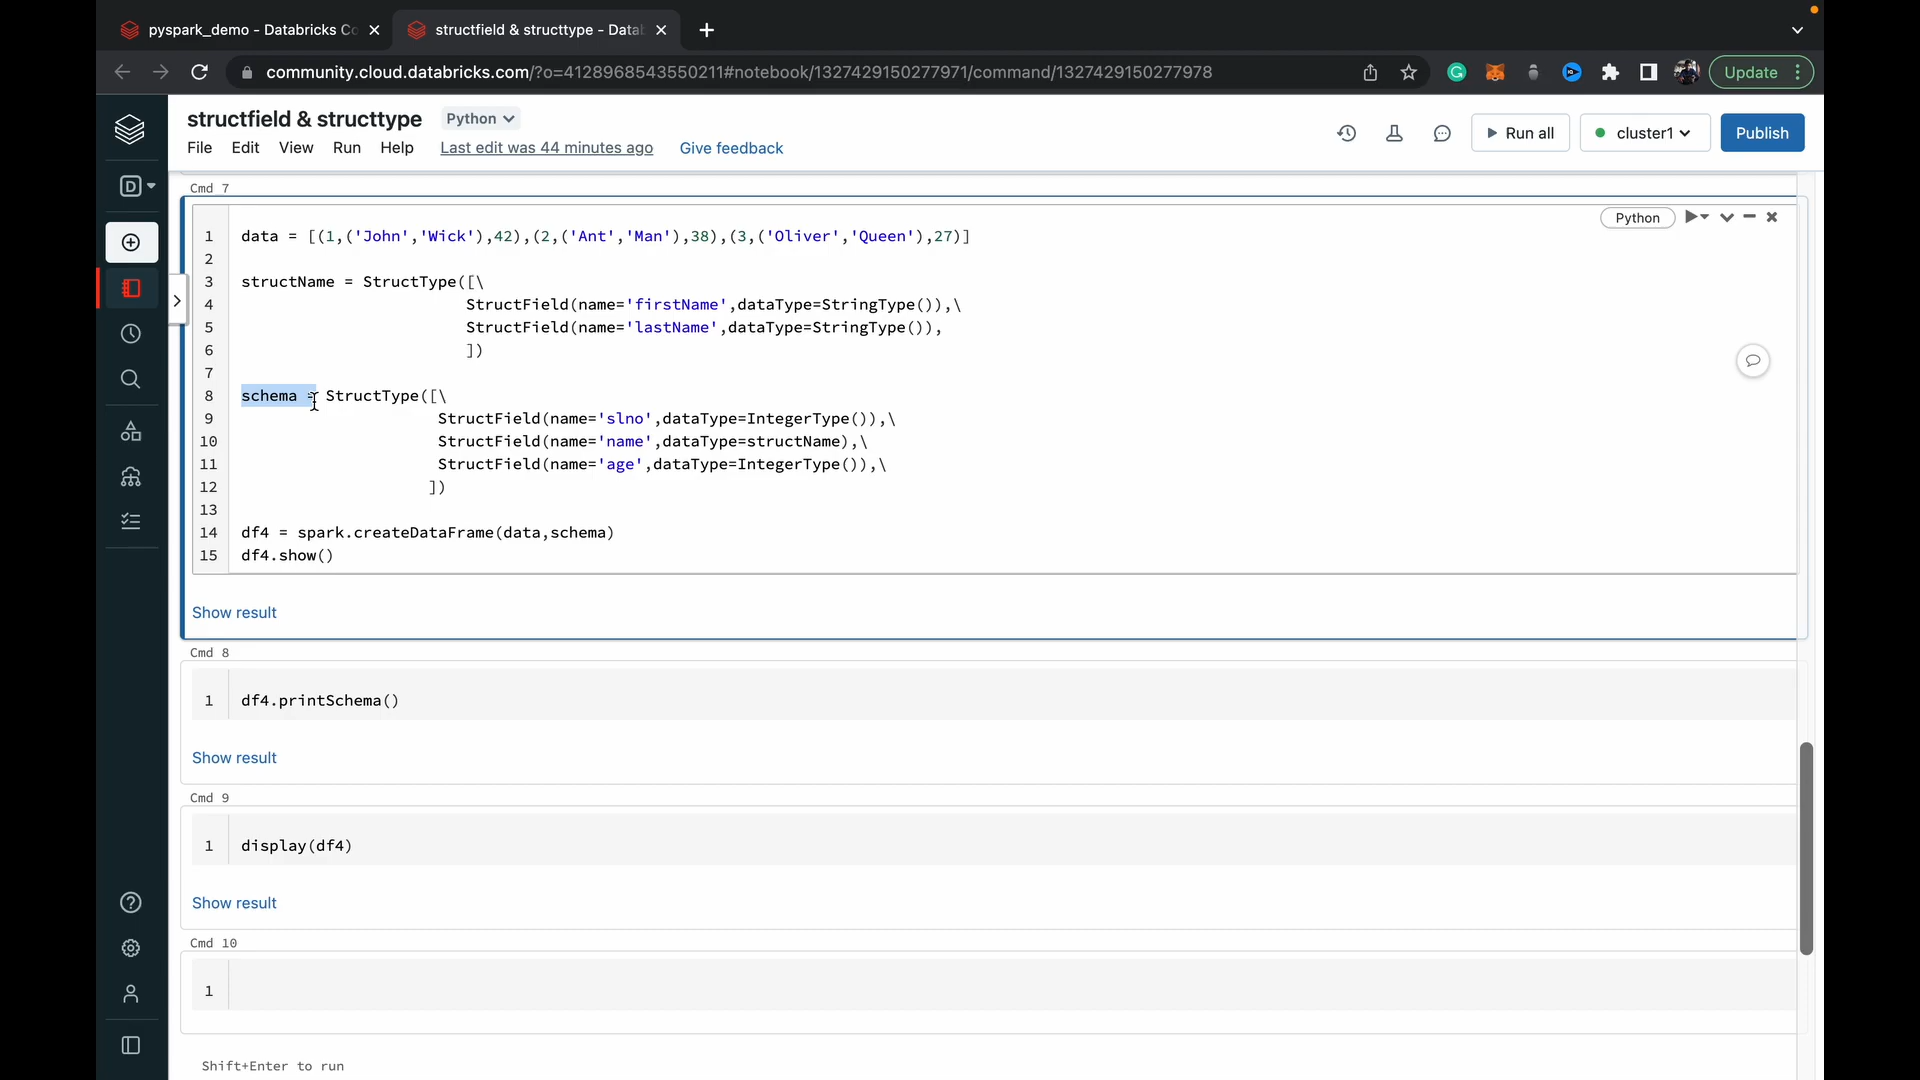 pyspark_demo - Databricks Co
structfield & structtype - Data
community.cloud.databricks.com/?o=4128968543550211#notebook/1327429150277971/command/1327429150277978
Update
structfield & structtype
Python
File Edit View Run Help Last edit was 44 minutes ago Give feedback
Run all
cluster1
Publish
D
Cmd 7
Python
1 data = [(1,('John','Wick'),42),(2,('Ant','Man'),38),(3,('Oliver','Queen'),27)]
2
3 structName = StructType([\
4 StructField(name='firstName',dataType=StringType()),\
5 StructField(name='lastName',dataType=StringType()),
6 ])
7
8 schema = StructType([\
9 StructField(name='slno',dataType=IntegerType()),\
10 StructField(name='name',dataType=structName),\
11 StructField(name='age',dataType=IntegerType()),\
12 ])
13
14 df4 = spark.createDataFrame(data,schema)
15 df4.show()
Show result
Cmd 8
1 df4.printSchema()
Show result
Cmd 9
1 display(df4)
Show result
Cmd 10
1
Shift+Enter to run